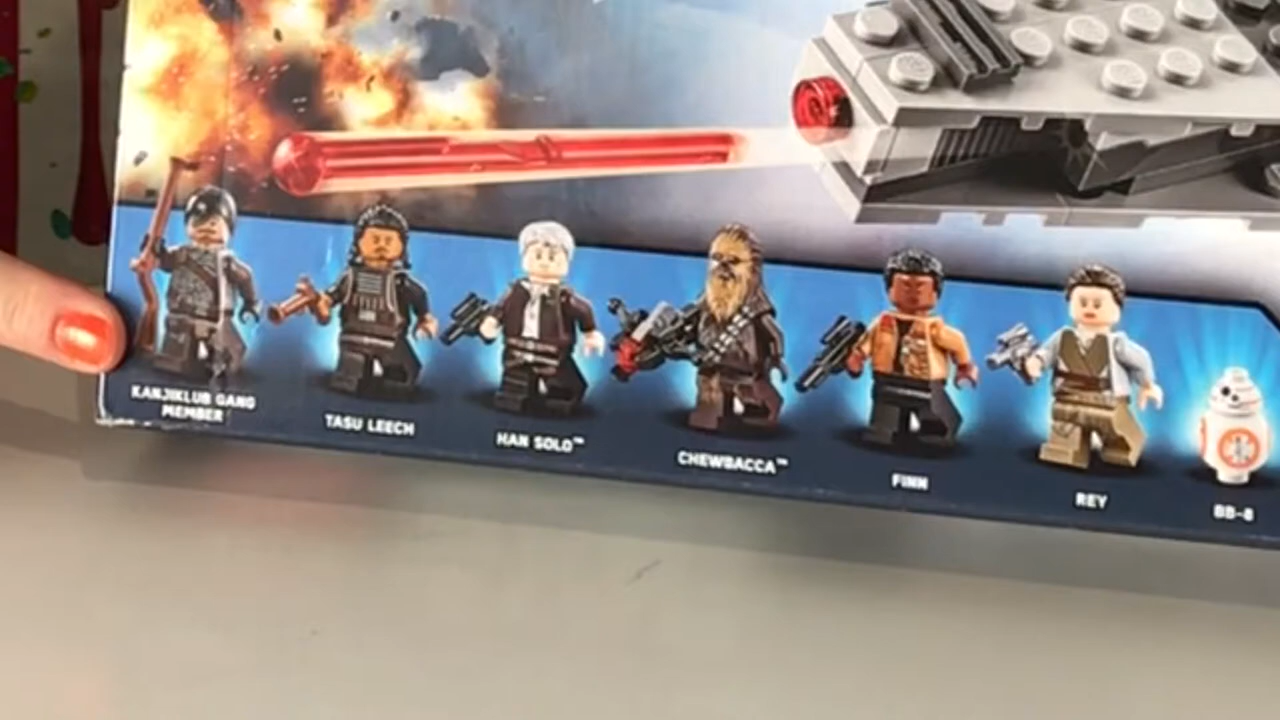 KANJIKLUB GANG
MEMBER
TASU LEECH
HAN SOLO™
CHEWBACCA™
FINN
REY
BB-8